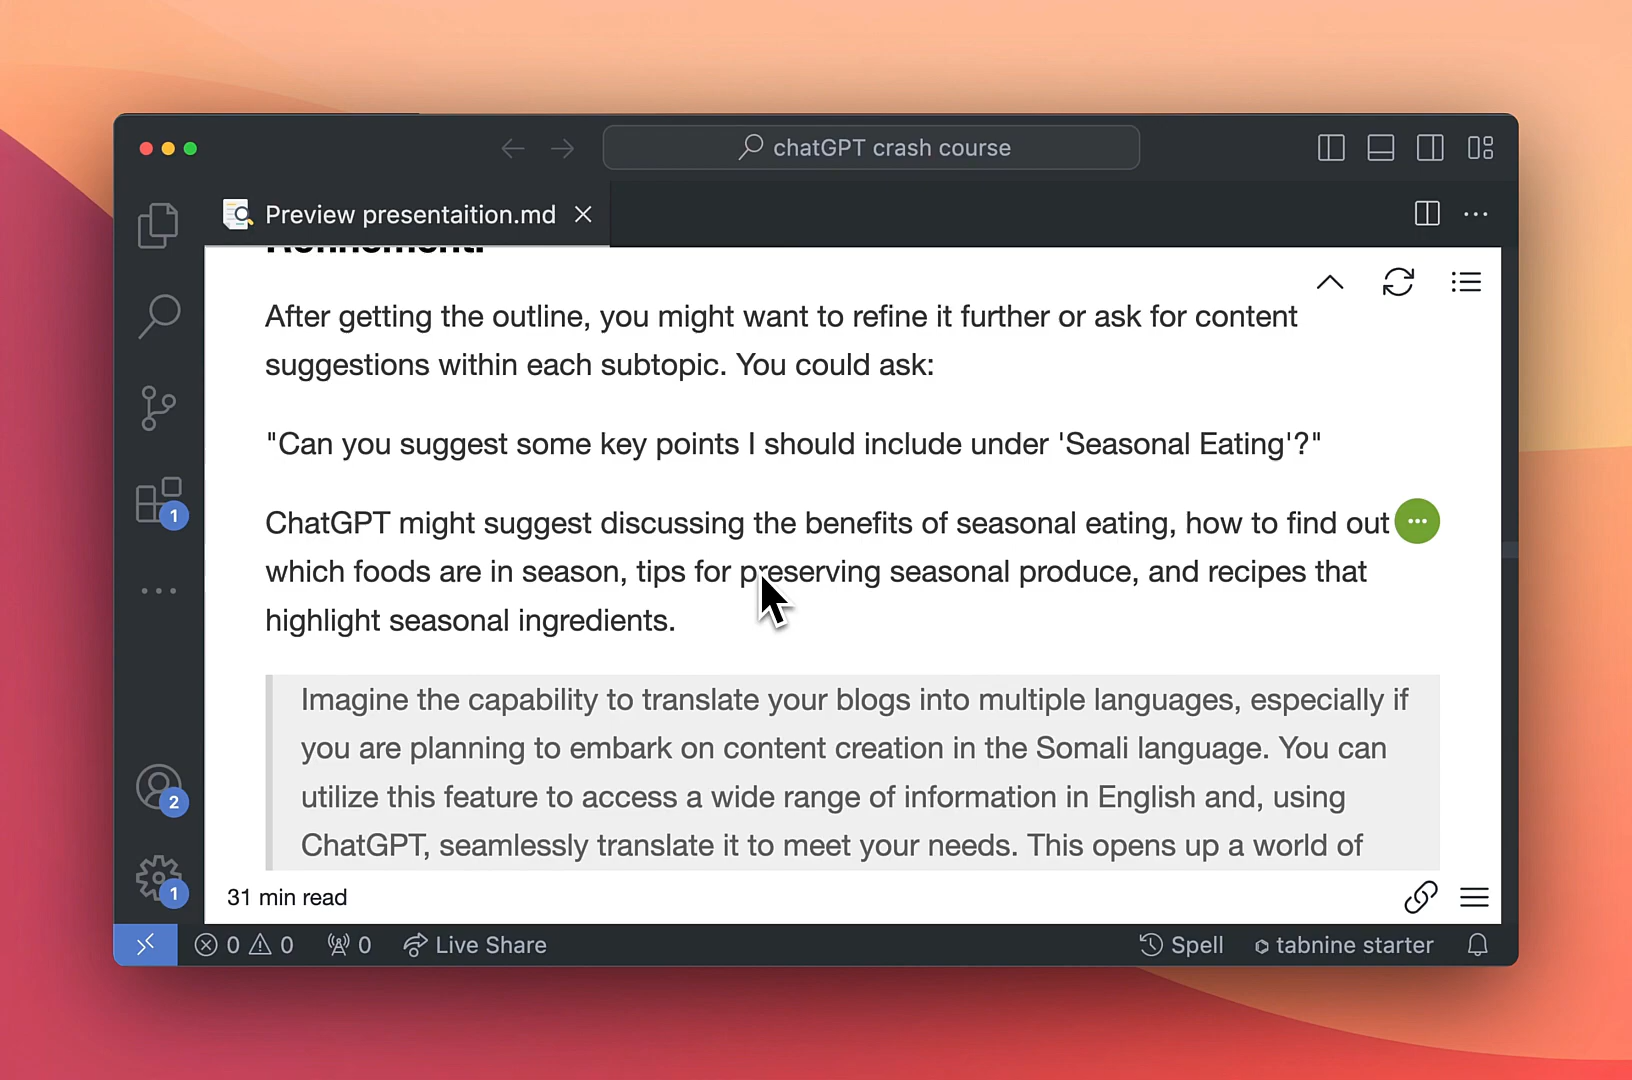 chatGPT crash course
Preview presentaition.md
Refinement:
After getting the outline, you might want to refine it further or ask for content
suggestions within each subtopic. You could ask:
"Can you suggest some key points I should include under 'Seasonal Eating'?"
ChatGPT might suggest discussing the benefits of seasonal eating, how to find out
which foods are in season, tips for preserving seasonal produce, and recipes that
highlight seasonal ingredients.
Imagine the capability to translate your blogs into multiple languages, especially if
you are planning to embark on content creation in the Somali language. You can
utilize this feature to access a wide range of information in English and, using
ChatGPT, seamlessly translate it to meet your needs. This opens up a world of
1
2
1
31 min read
0 0 0 Live Share Spell tabnine starter